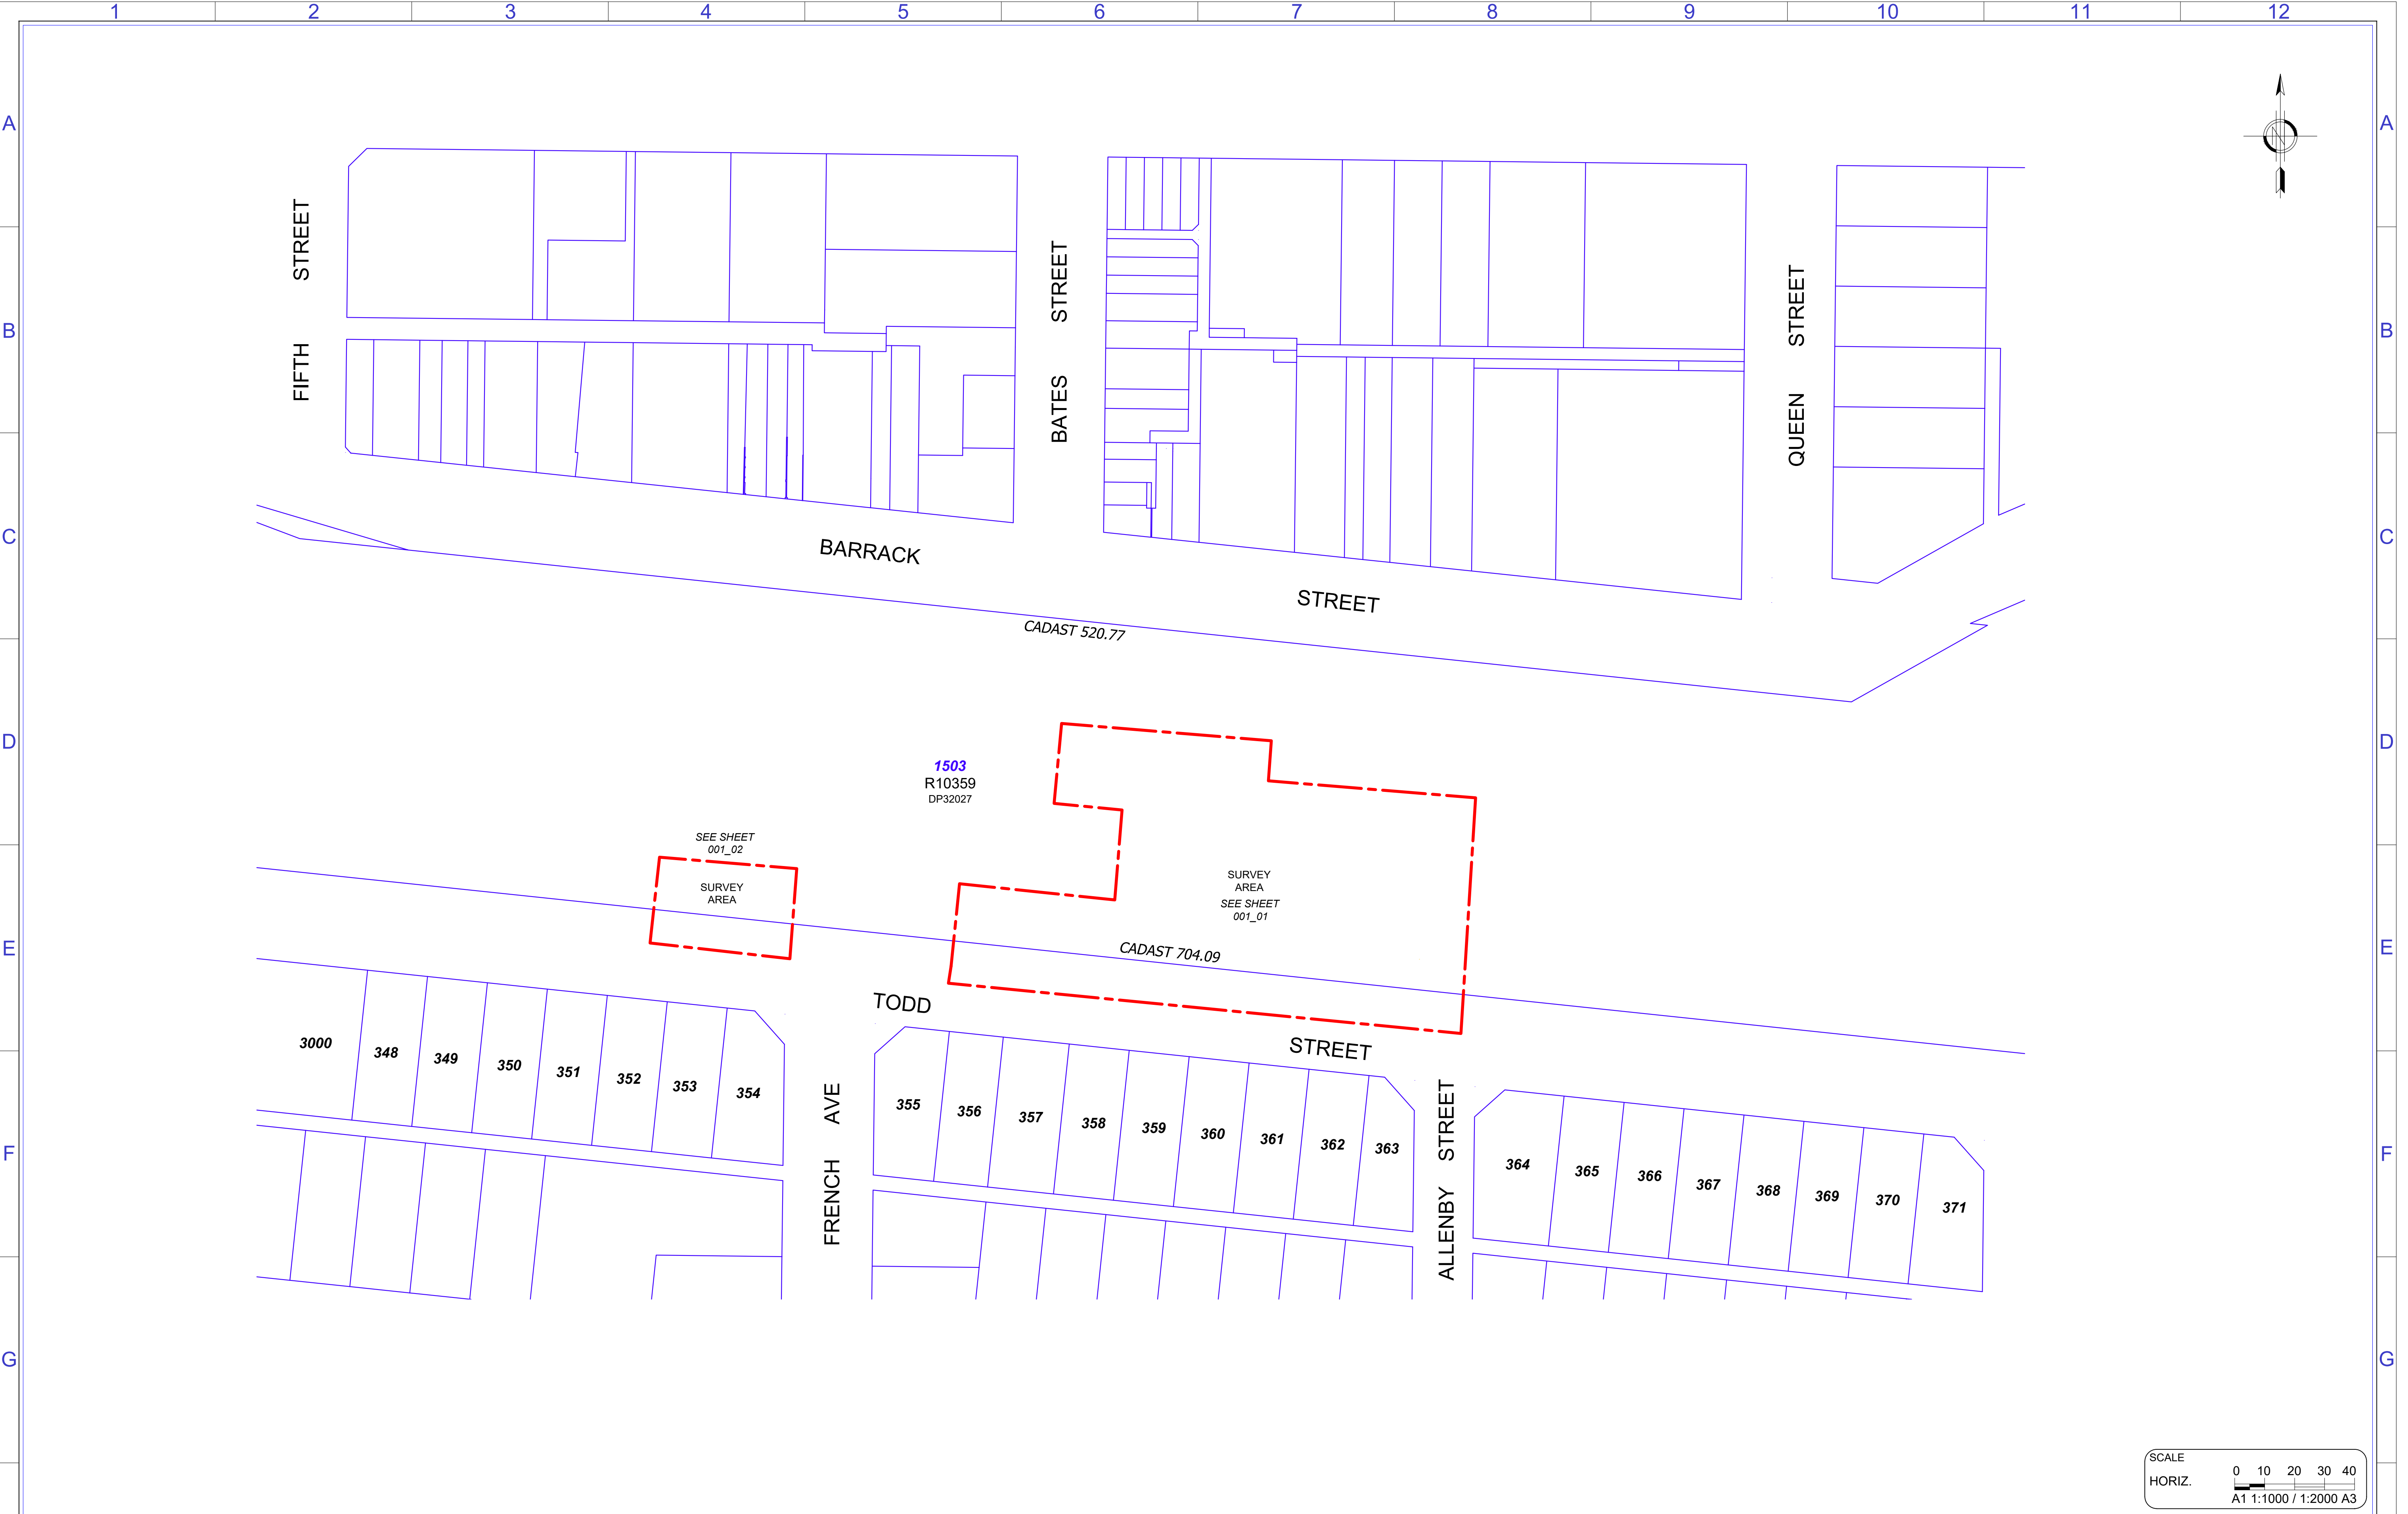 1 2 3 4 5 6 7 8 9 10 11 12
A A
STREET
STREET
STREET
B B
FIFTH
BATES
QUEEN
C C
BARRACK
STREET
CADAST 520.77
D D
1503
R10359
DP32027
SEE SHEET
001_02
SURVEY
AREA
SURVEY
AREA
SEE SHEET
001_01
E E
CADAST 704.09
TODD
STREET
3000 348 349 350 351 352 353 354
AVE
FRENCH
355 356 357 358 359 360 361 362 363
STREET
ALLENBY
364 365 366 367 368 369 370 371
F F
G G
N
SCALE
HORIZ.
0 10 20 30 40
A1 1:1000 / 1:2000 A3